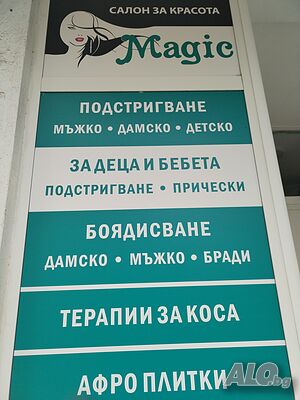 САЛОН ЗА КРАСОТА
Magic
ПОДСТРИГВАНЕ
МЪЖКО • ДАМСКО • ДЕТСКО
ЗА ДЕЦА И БЕБЕТА
ПОДСТРИГВАНЕ • ПРИЧЕСКИ
БОЯДИСВАНЕ
ДАМСКО • МЪЖКО • БРАДИ
ТЕРАПИИ ЗА КОСА
АФРО ПЛИТКИ
ALO.bg